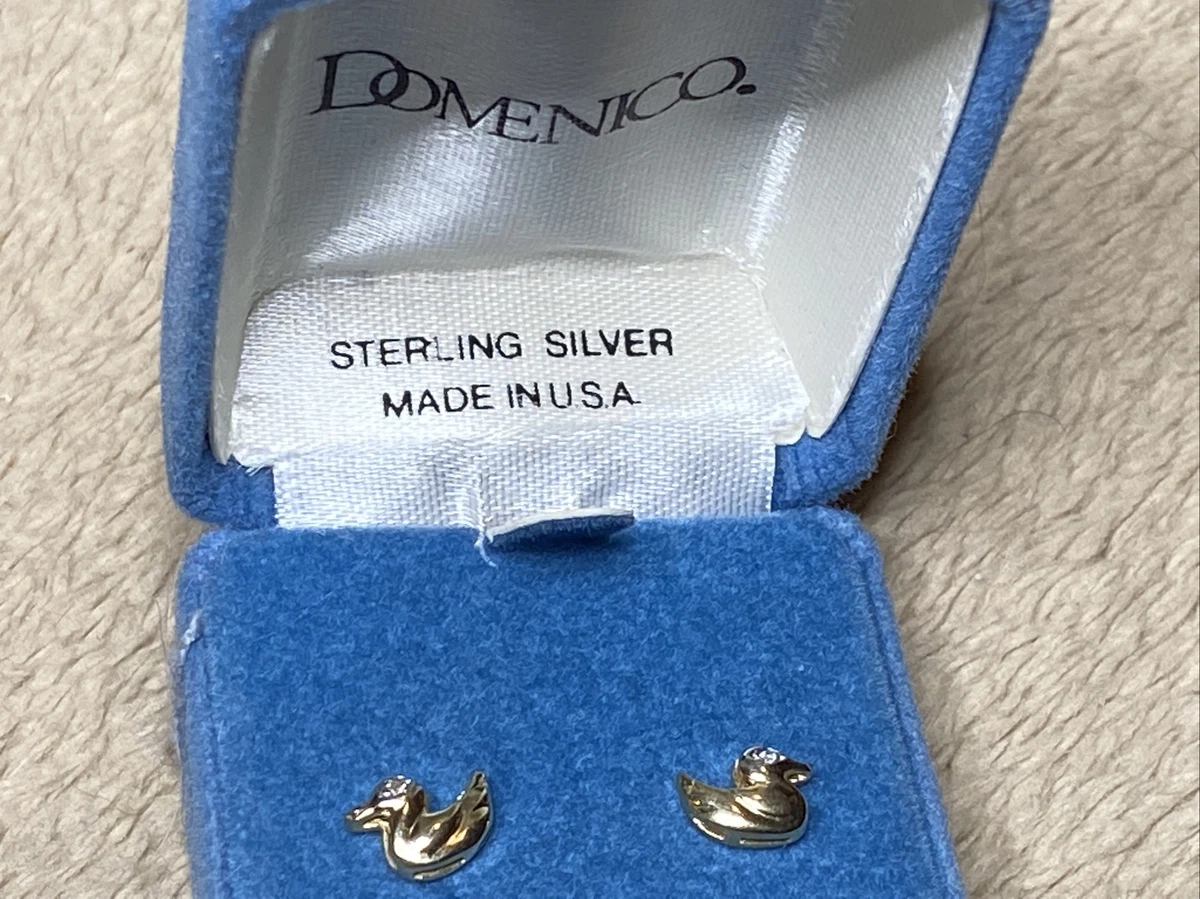 DOMENICO.
STERLING SILVER
MADE IN U.S.A.